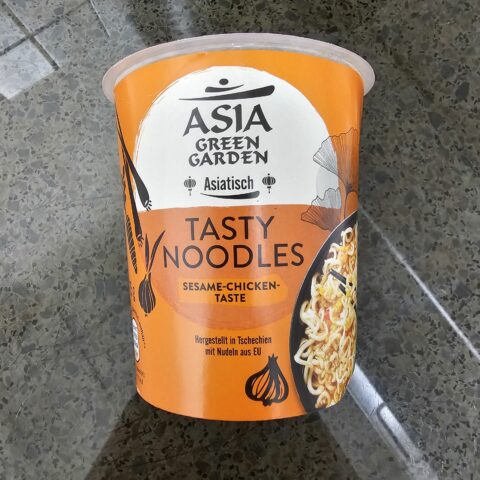 ASIA
GREEN
GARDEN
Asiatisch
TASTY
NOODLES
SESAME-CHICKEN-
TASTE
Hergestellt in Tschechien
mit Nudeln aus EU